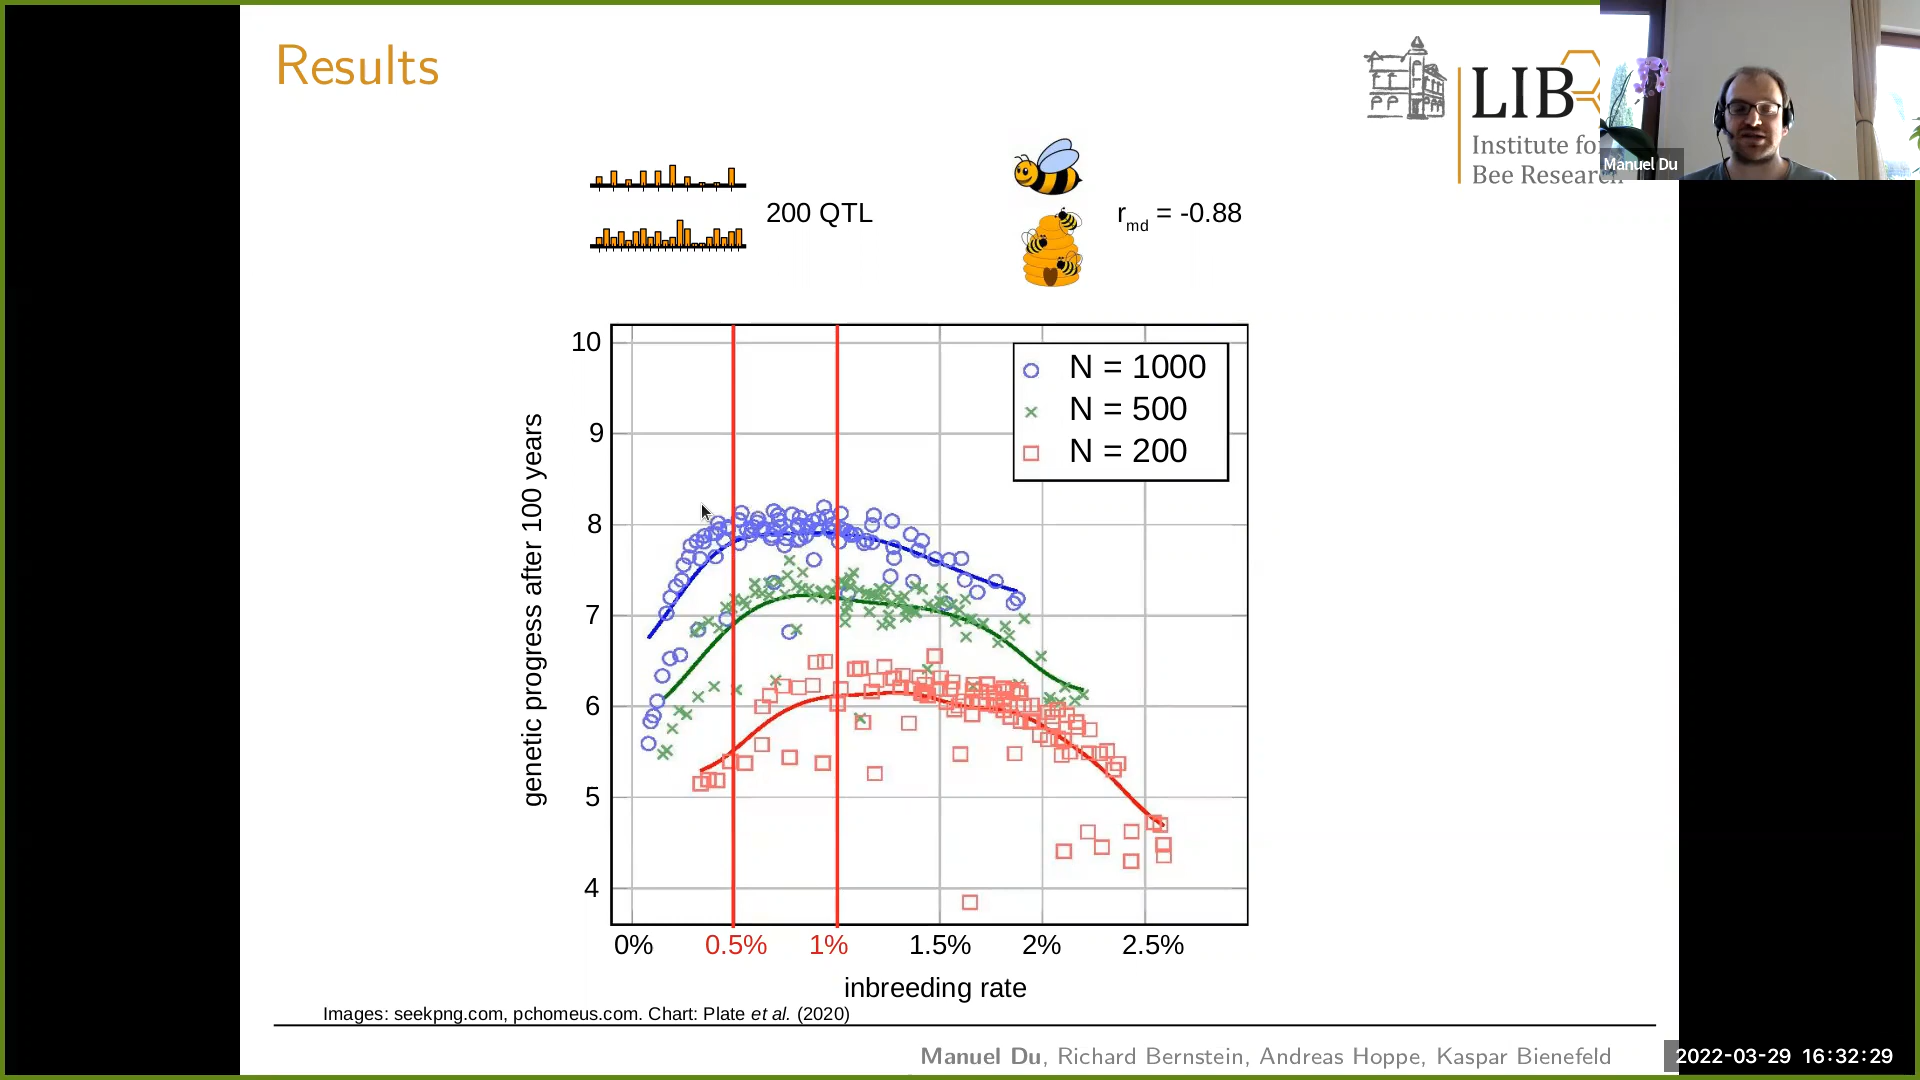 Results
LIB
Institute fo
Bee Research
Manuel Du
200 QTL
rmd = -0.88
N = 1000
N = 500
N = 200
10
9
8
7
6
5
4
genetic progress after 100 years
0% 0.5% 1% 1.5% 2% 2.5%
inbreeding rate
Images: seekpng.com, pchomeus.com. Chart: Plate et al. (2020)
Manuel Du, Richard Bernstein, Andreas Hoppe, Kaspar Bienefeld
2022-03-29 16:32:29